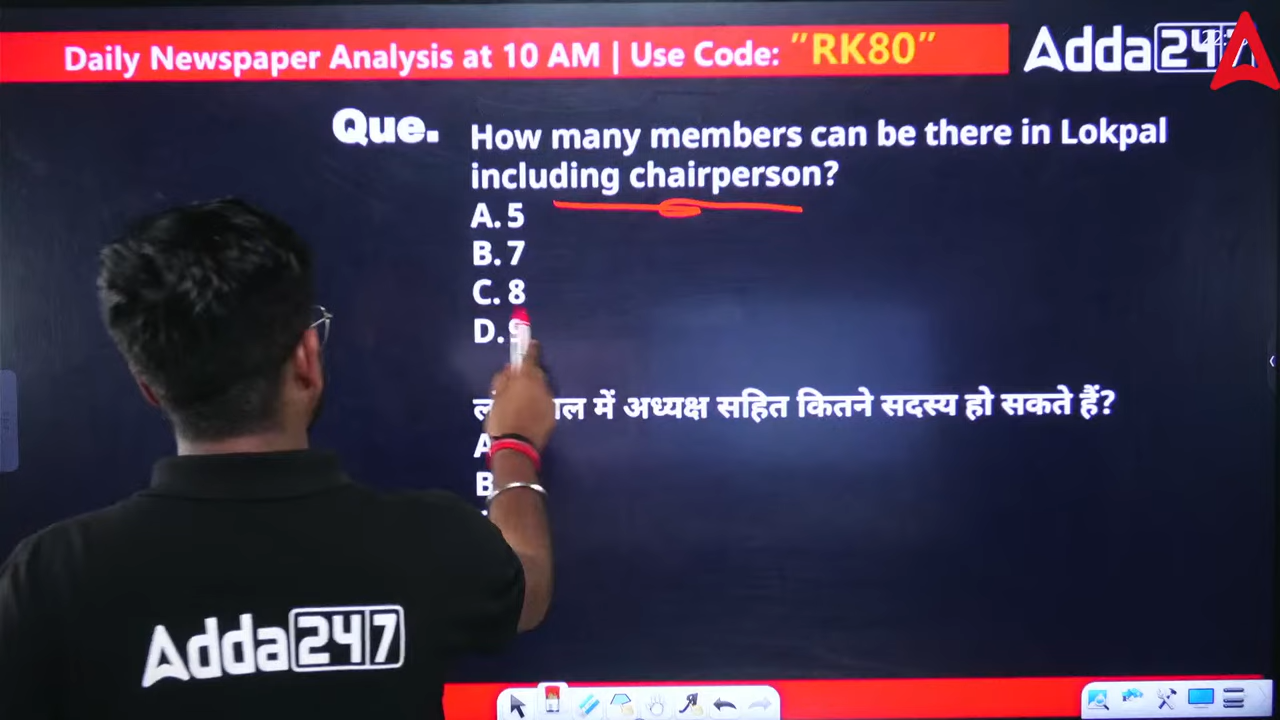 Daily Newspaper Analysis at 10 AM | Use Code: "RK80"
Adda247
Que. How many members can be there in Lokpal
including chairperson?
A. 5
B. 7
C. 8
D.
में अध्यक्ष सहित कितने सदस्य हो सकते हैं?
A
B
Adda247